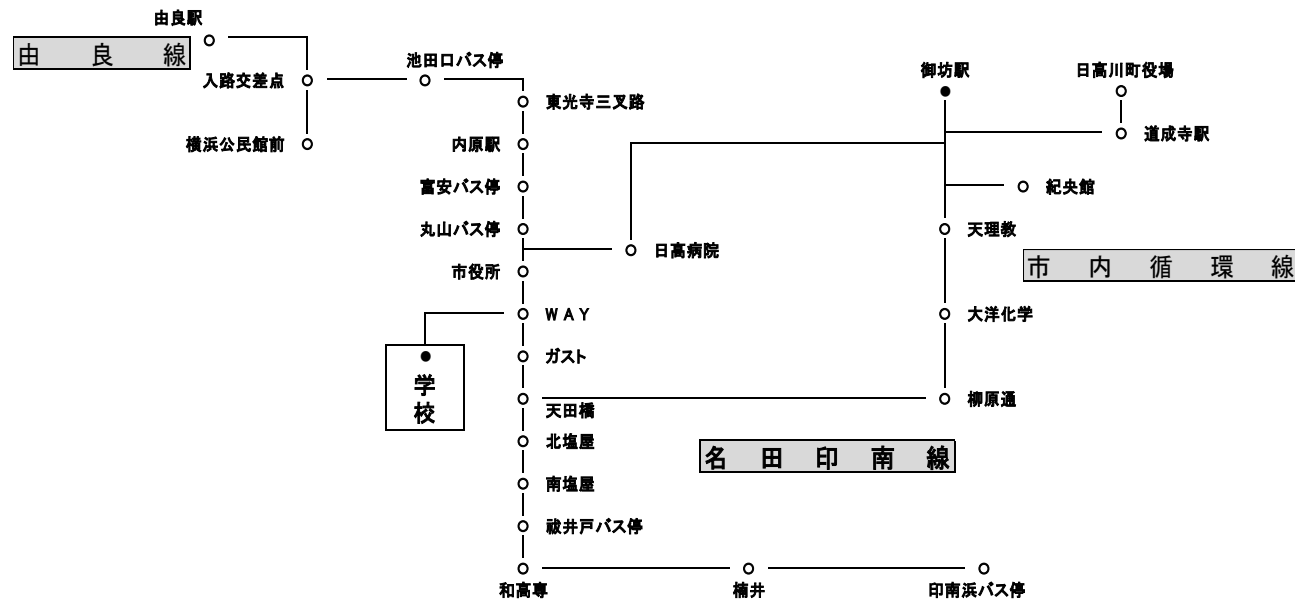 由良駅
由良線
池田口バス停
入路交差点
御坊駅
日高川町役場
東光寺三叉路
横浜公民館前
内原駅
道成寺駅
富安バス停
紀央館
丸山バス停
天理教
日高病院
市内循環線
市役所
WAY
大洋化学
ガスト
学校
天田橋
柳原通
北塩屋
名田印南線
南塩屋
祓井戸バス停
和高専
楠井
印南浜バス停